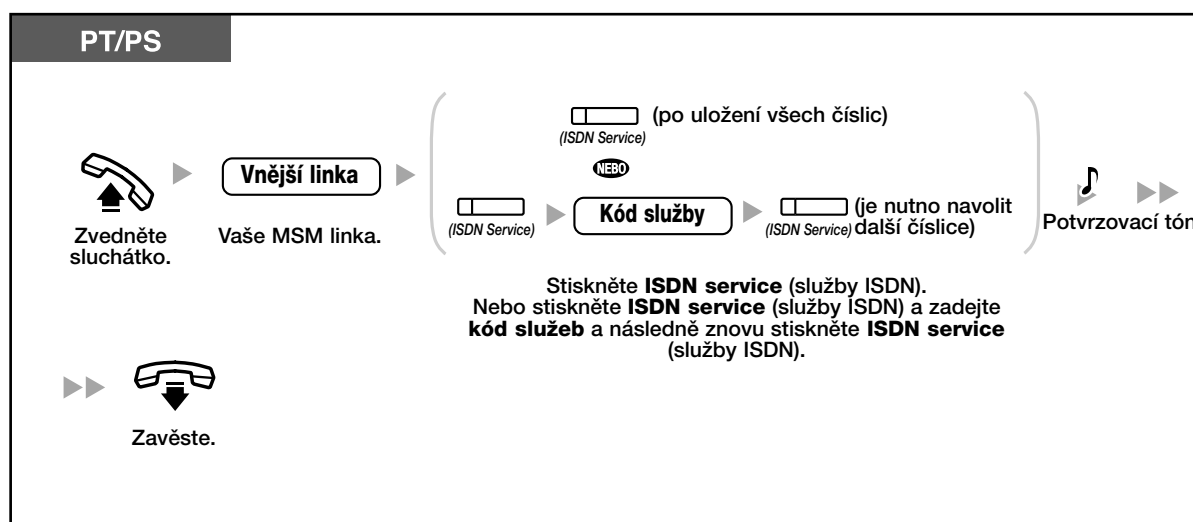 PT/PS
(po uložení všech číslic)
(ISDN Service)
NEBO
Vnější linka
Kód služby
(je nutno navolit
další číslice)
(ISDN Service)
(ISDN Service)
Zvedněte
sluchátko.
Vaše MSM linka.
Potvrzovací tón
Stiskněte ISDN service (služby ISDN).
Nebo stiskněte ISDN service (služby ISDN) a zadejte
kód služeb a následně znovu stiskněte ISDN service
(služby ISDN).
Zavěste.